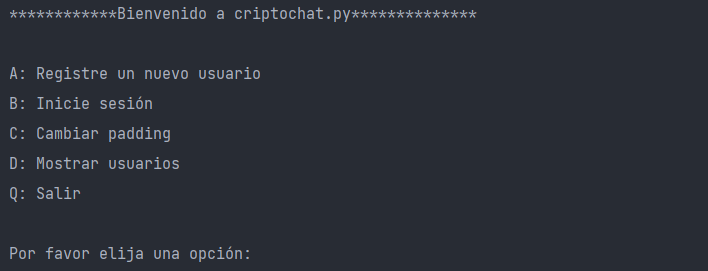 ************Bienvenido a criptochat.py**************
A: Registre un nuevo usuario
B: Inicie sesión
C: Cambiar padding
D: Mostrar usuarios
Q: Salir
Por favor elija una opción: